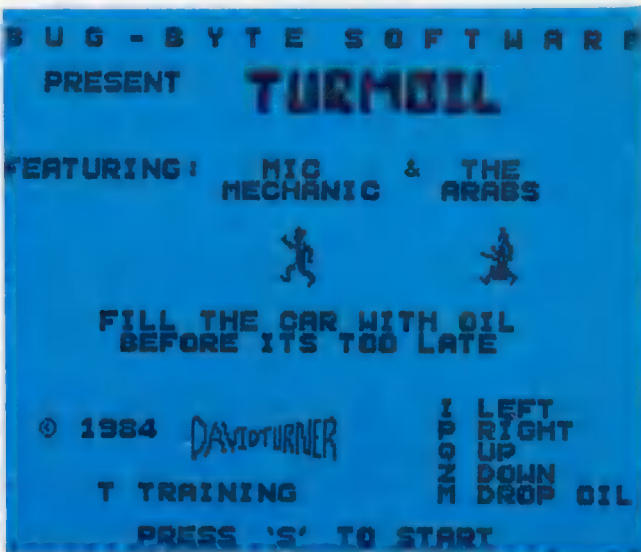 BUG-BYTE SOFTWARE
PRESENT TURMOIL
FEATURING: MIC & THE
MECHANIC ARABS
FILL THE CAR WITH OIL
BEFORE ITS TOO LATE
© 1984 DAVIDTURNER
I LEFT
P RIGHT
Q UP
Z DOWN
M DROP OIL
T TRAINING
PRESS 'S' TO START